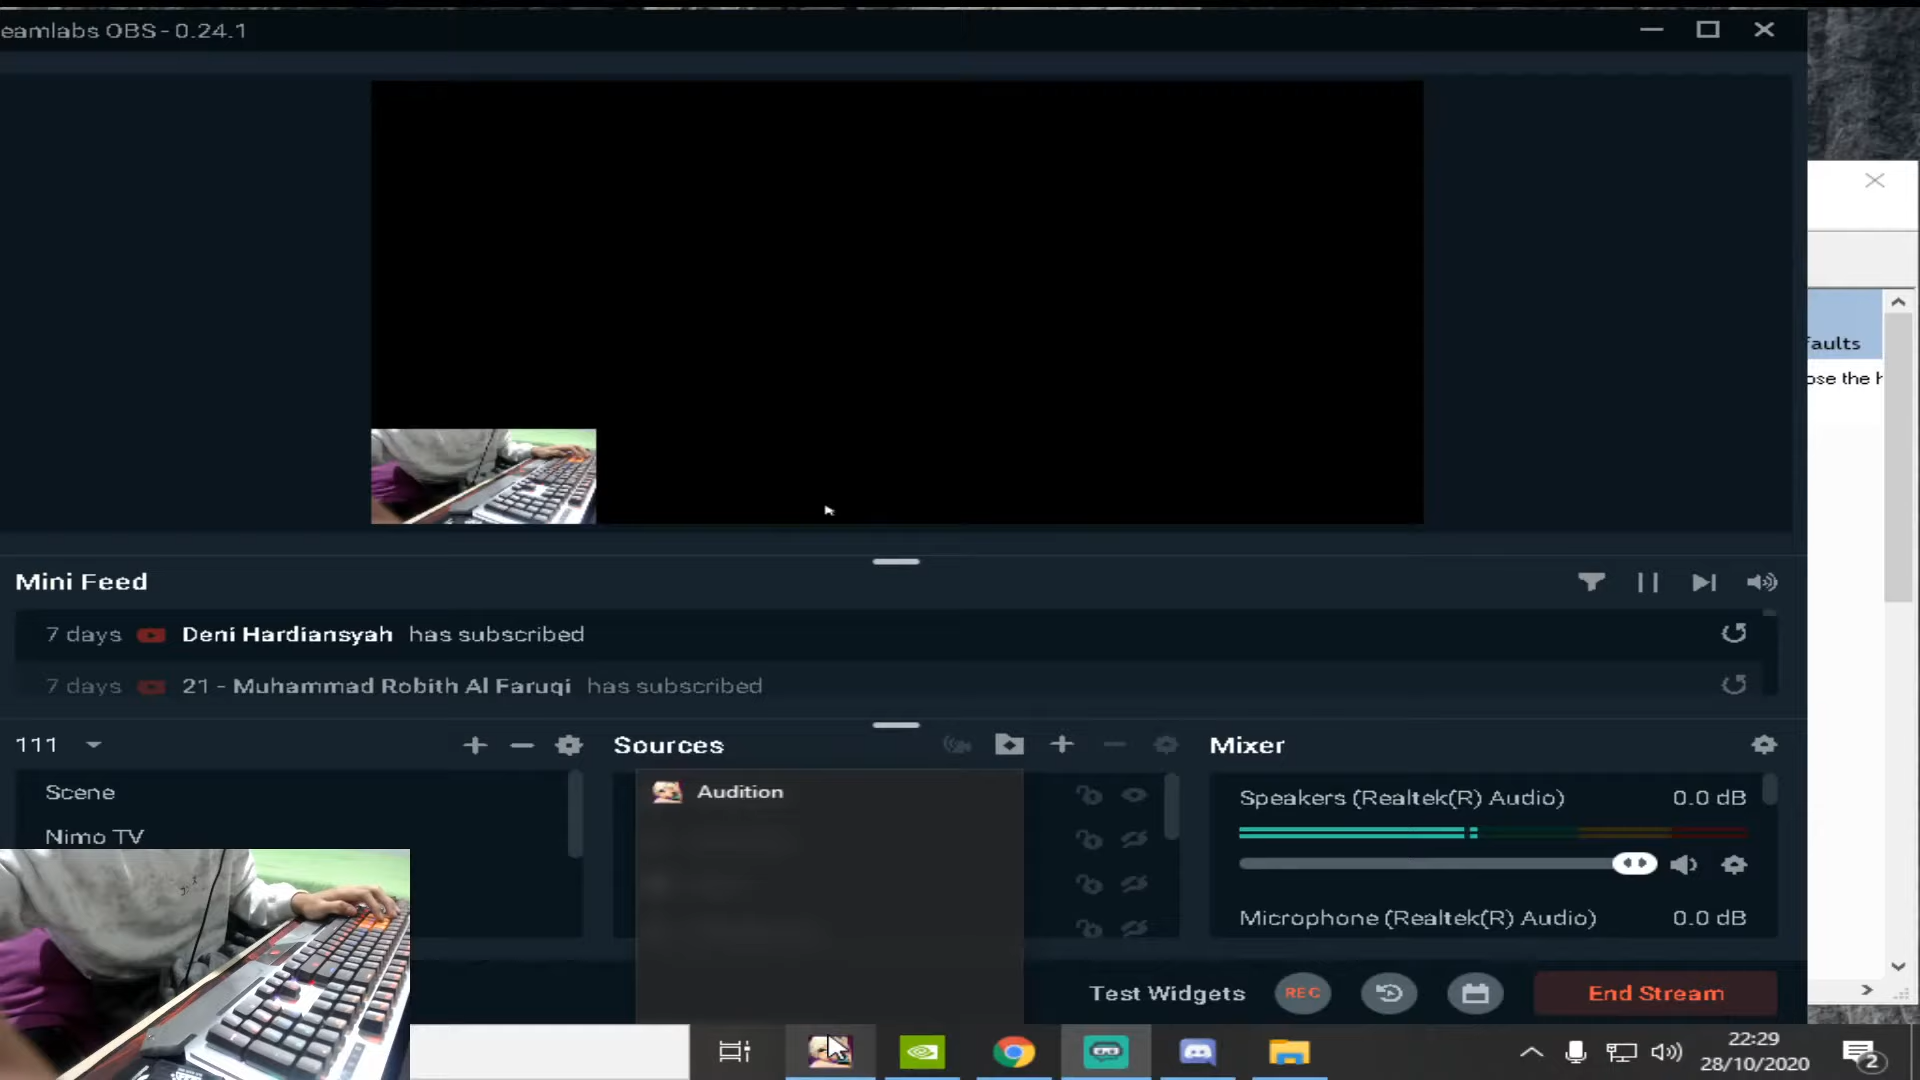 eamlabs OBS - 0.24.1
faults
ose the h
Mini Feed
7 days Deni Hardiansyah has subscribed
7 days 21 - Muhammad Robith Al Faruqi has subscribed
111
Sources
Mixer
Scene
Nimo TV
Audition
Speakers (Realtek(R) Audio) 0.0 dB
Microphone (Realtek(R) Audio) 0.0 dB
Test Widgets
REC
End Stream
22:29
28/10/2020
2